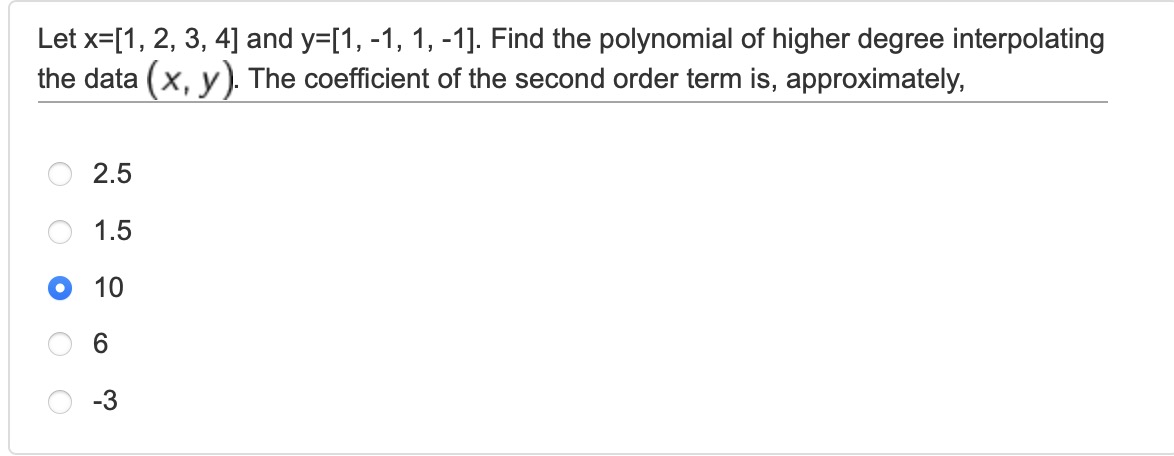 Let x=[1, 2, 3, 4] and y=[1, -1, 1, -1]. Find the polynomial of higher degree interpolating
the data (x, y). The coefficient of the second order term is, approximately,
2.5
1.5
10
6
-3